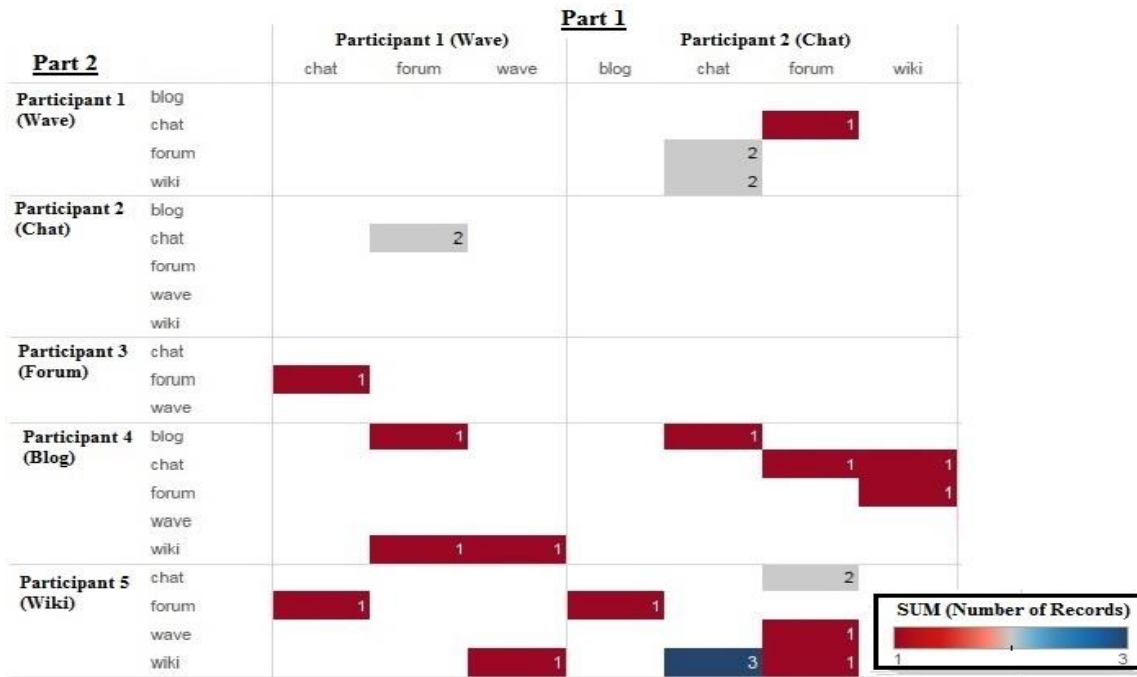 Part 1
Participant 1 (Wave) Participant 2 (Chat)
Part 2
chat forum wave blog chat forum wiki
Participant 1
(Wave)
blog
chat 1
forum 2
wiki 2
Participant 2
(Chat)
blog
chat 2
forum
wave
wiki
Participant 3
(Forum)
chat
forum 1
wave
Participant 4
(Blog)
blog 1 1
chat 1 1
forum 1
wave
wiki 1 1
Participant 5
(Wiki)
chat 2
forum 1 1
wave 1
wiki 1 3 1
SUM (Number of Records)
1 3